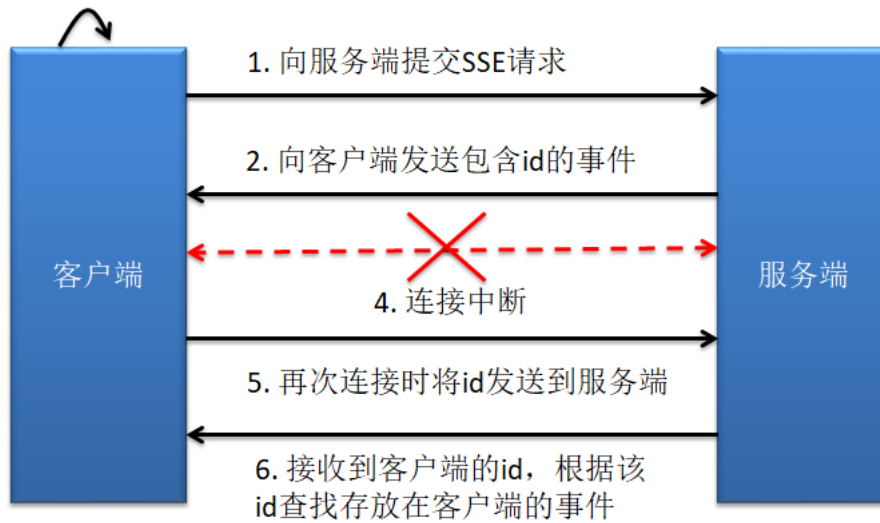 1. 向服务端提交SSE请求
2. 向客户端发送包含id的事件
客户端
服务端
4. 连接中断
5. 再次连接时将id发送到服务端
6. 接收到客户端的id，根据该
id查找存放在客户端的事件